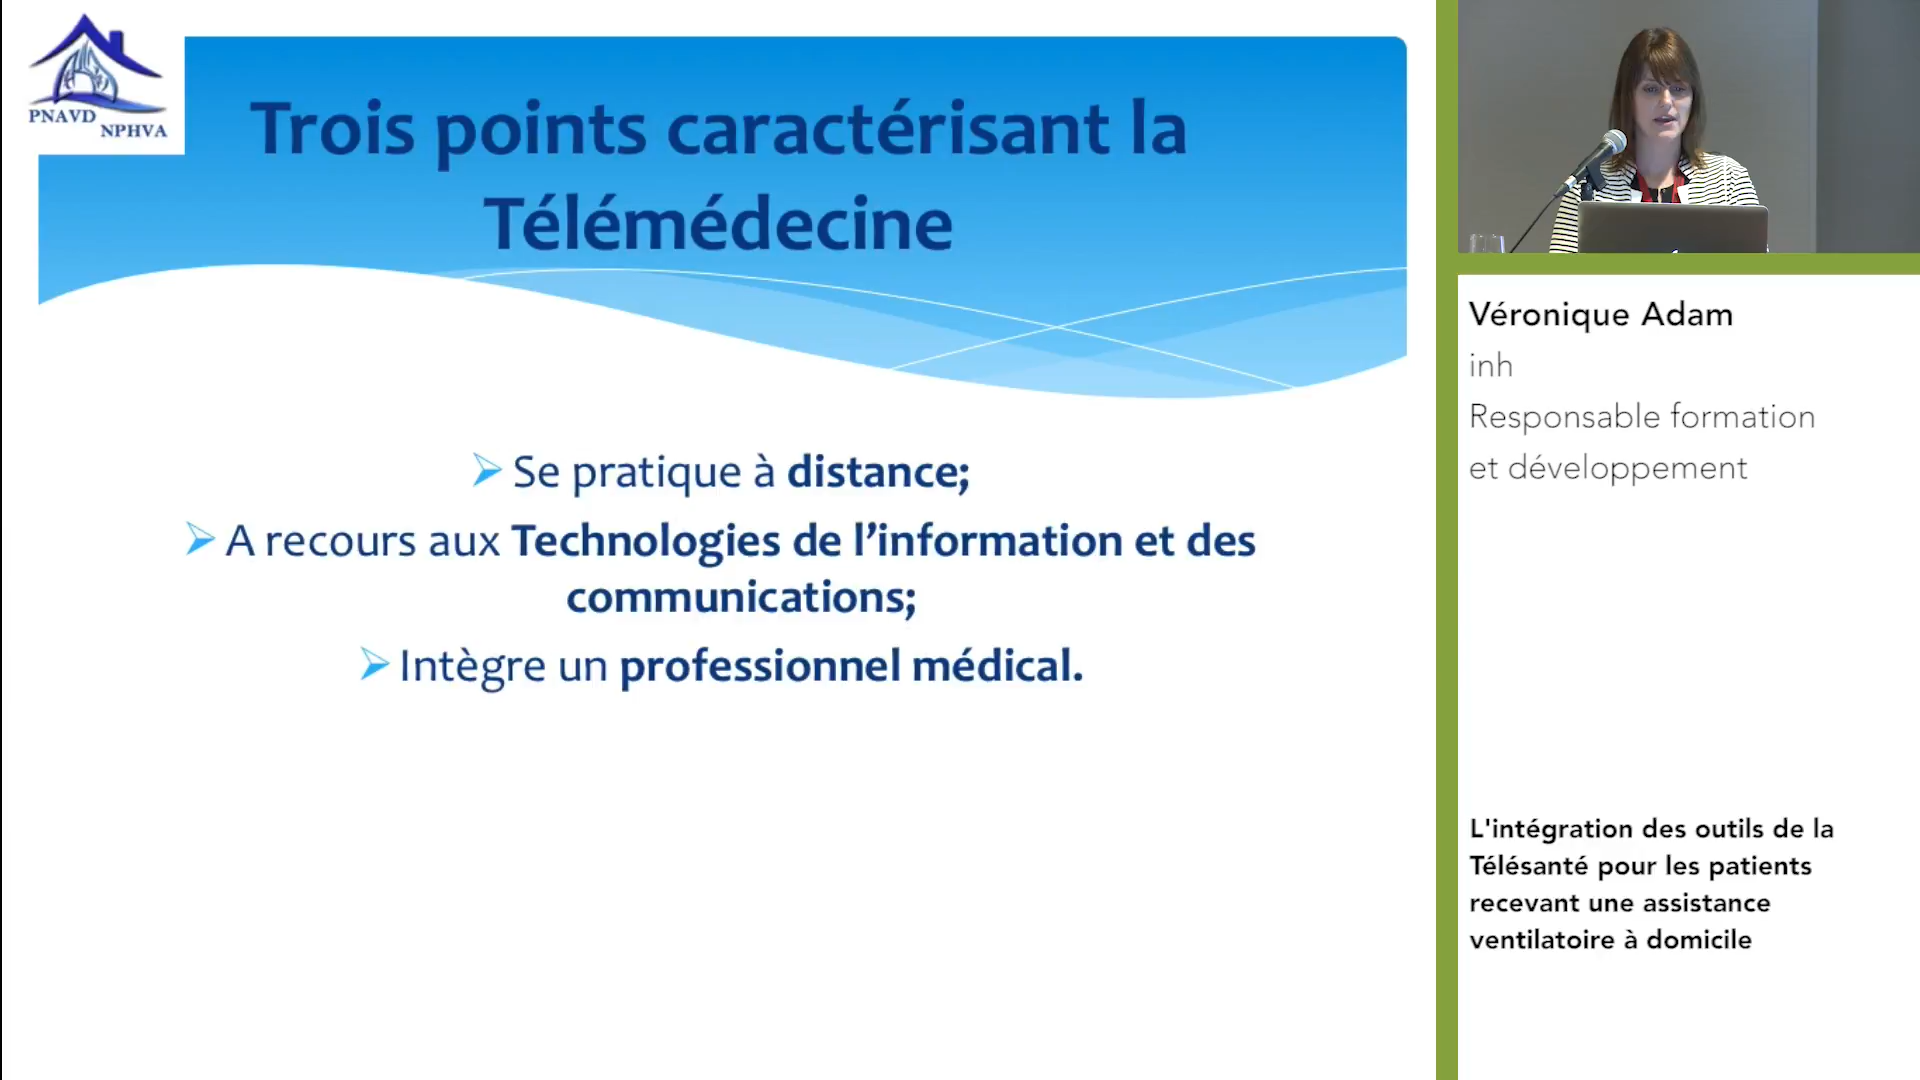 PNAVD
NPHVA
Trois points caractérisant la
Télémédecine
Se pratique à distance;
A recours aux Technologies de l’information et des
communications;
Intègre un professionnel médical.
Véronique Adam
inh
Responsable formation
et développement
L'intégration des outils de la
Télésanté pour les patients
recevant une assistance
ventilatoire à domicile